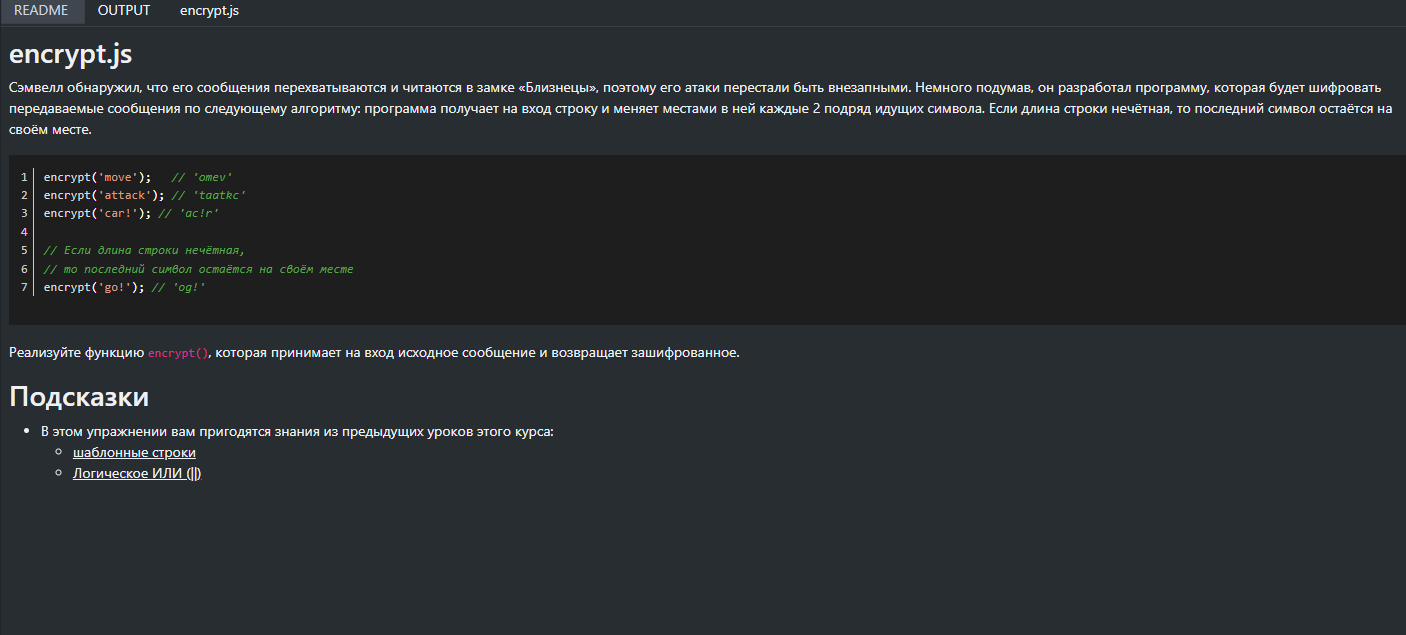 README OUTPUT encrypt.js
encrypt.js
Сэмвелл обнаружил, что его сообщения перехватываются и читаются в замке «Близнецы», поэтому его атаки перестали быть внезапными. Немного подумав, он разработал программу, которая будет шифровать
передаваемые сообщения по следующему алгоритму: программа получает на вход строку и меняет местами в ней каждые 2 подряд идущих символа. Если длина строки нечётная, то последний символ остаётся на
своём месте.
1 encrypt('move'); // 'omev'
2 encrypt('attack'); // 'taatkc'
3 encrypt('car!'); // 'ac!r'
4
5 // Если длина строки нечётная,
6 // то последний символ остаётся на своём месте
7 encrypt('go!'); // 'og!'
Реализуйте функцию encrypt(), которая принимает на вход исходное сообщение и возвращает зашифрованное.
Подсказки
• В этом упражнении вам пригодятся знания из предыдущих уроков этого курса:
◦ шаблонные строки
◦ Логическое ИЛИ (||)